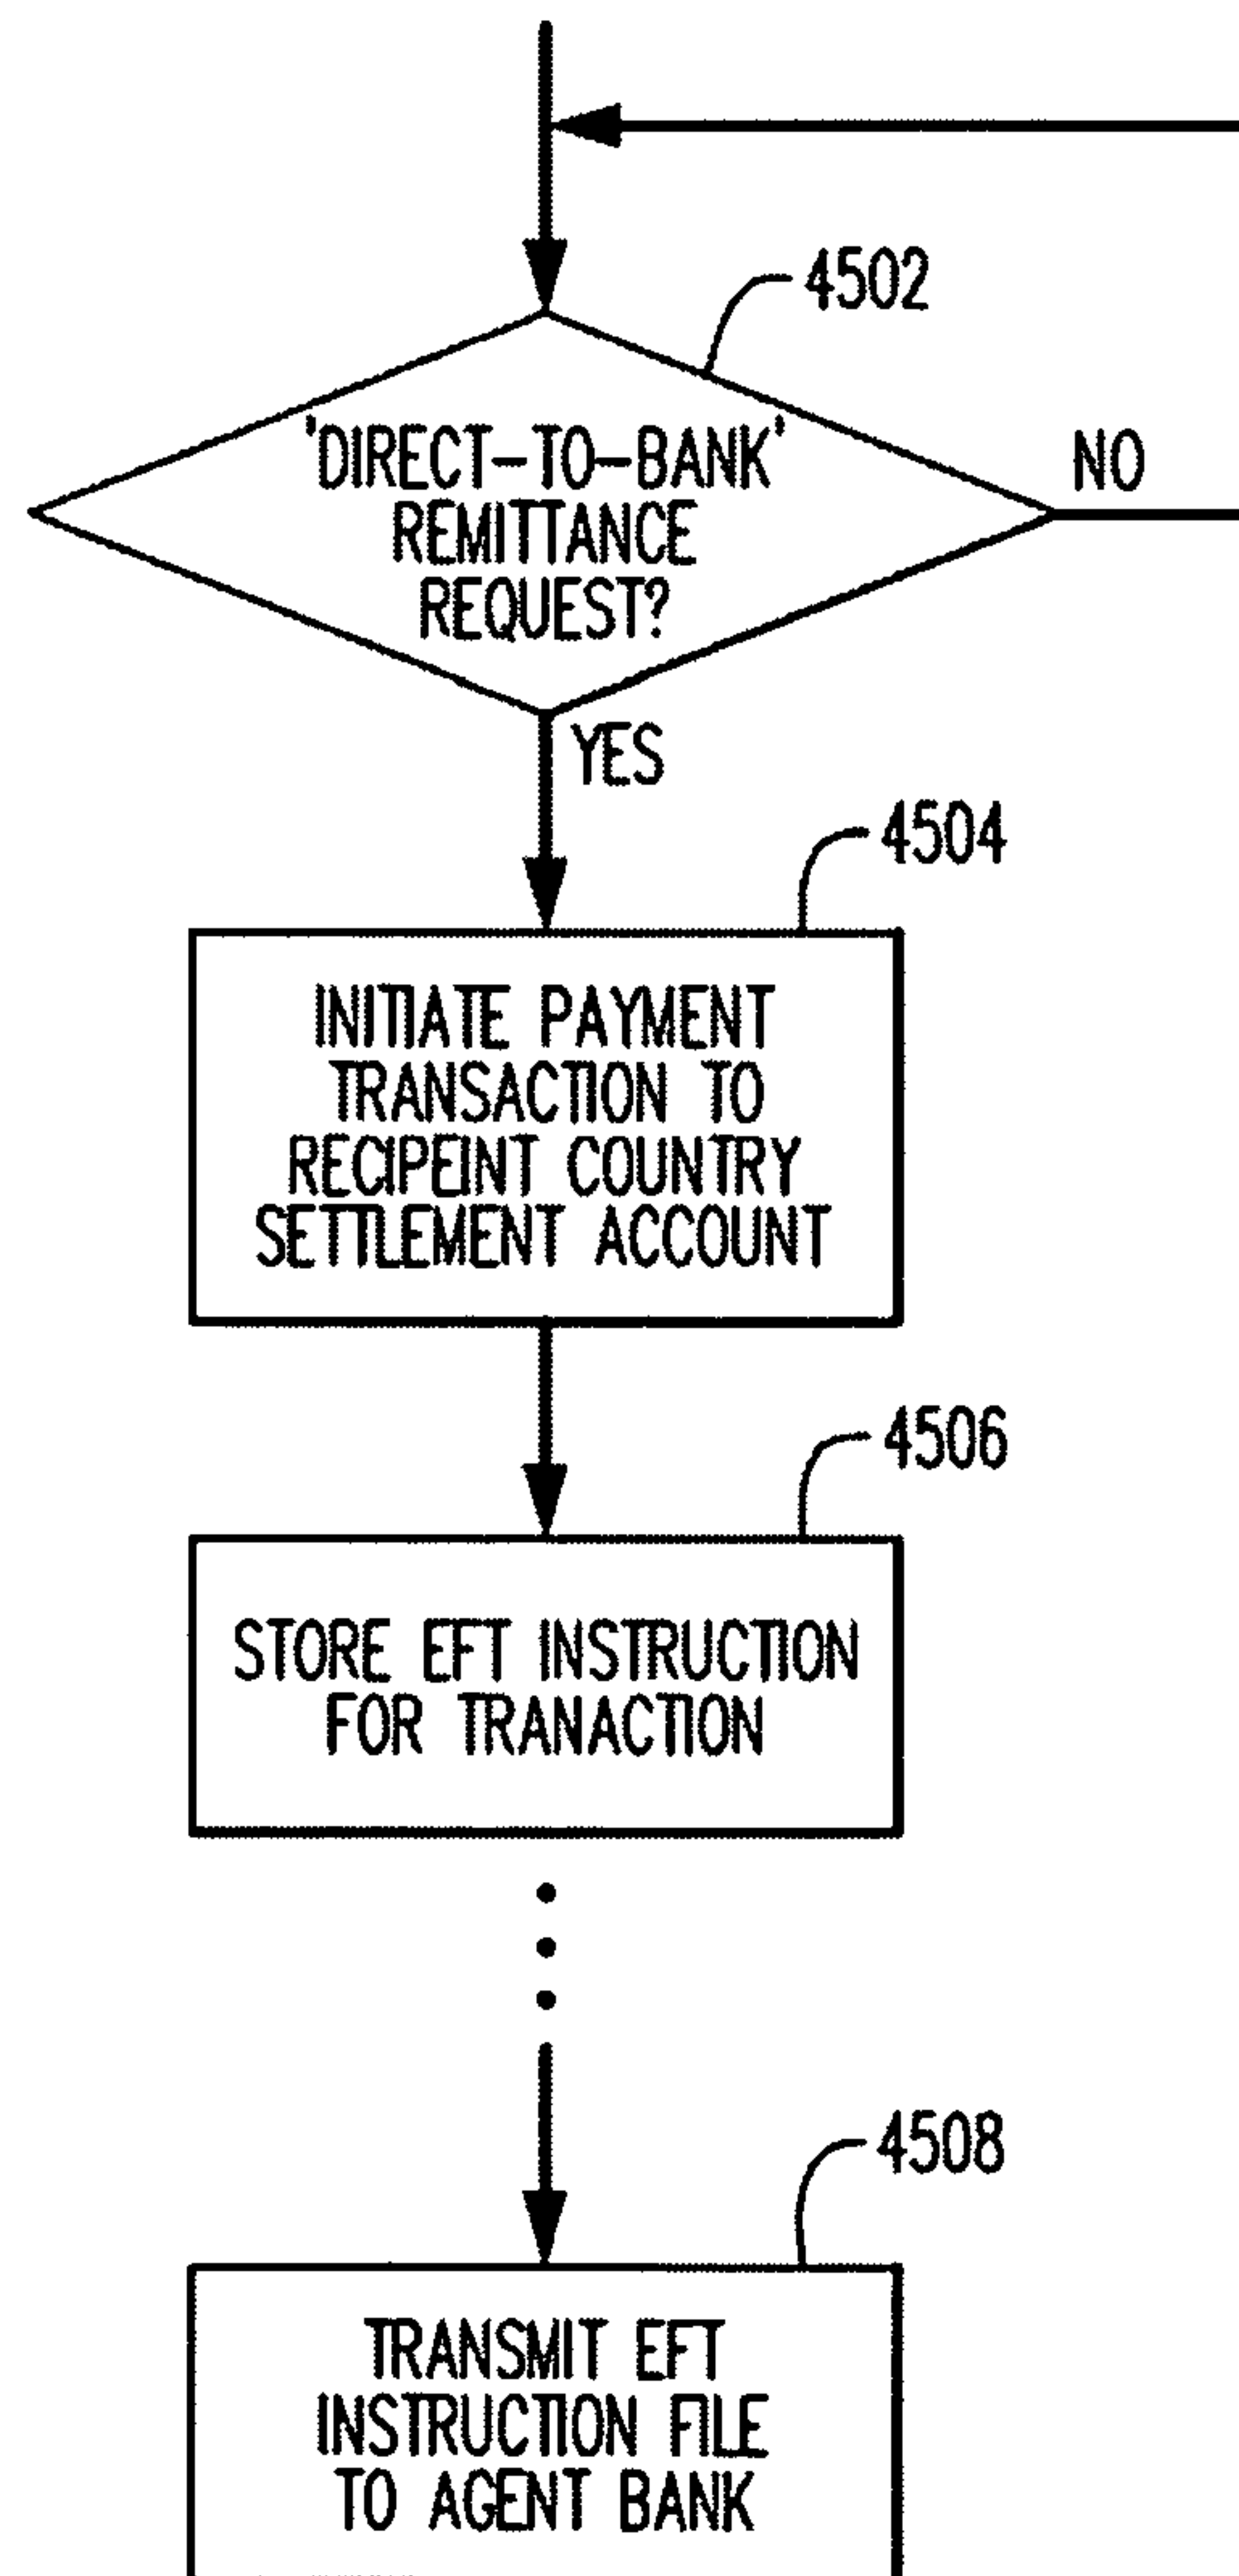 4502
'DIRECT-TO-BANK'
REMITTANCE
REQUEST?
NO
YES
4504
INITIATE PAYMENT
TRANSACTION TO
RECIPEINT COUNTRY
SETTLEMENT ACCOUNT
4506
STORE EFT INSTRUCTION
FOR TRANACTION
4508
TRANSMIT EFT
INSTRUCTION FILE
TO AGENT BANK